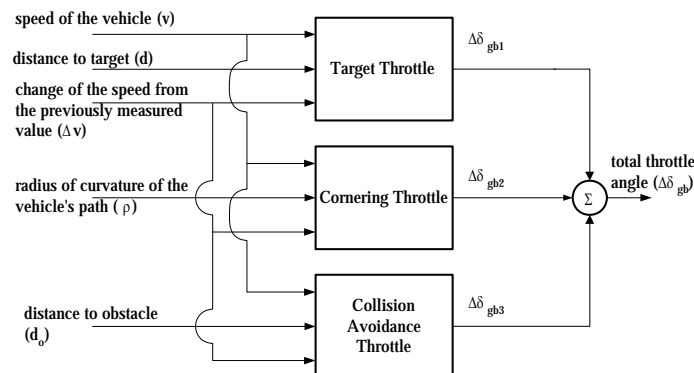 speed of the vehicle (v)
distance to target (d)
change of the speed from
the previously measured
value (Δv)
radius of curvature of the
vehicle's path (ρ)
distance to obstacle
(d_o)
Target Throttle
Cornering Throttle
Collision
Avoidance
Throttle
Δδ_gb1
Δδ_gb2
Δδ_gb3
Σ
total throttle
angle (Δδ_gb)